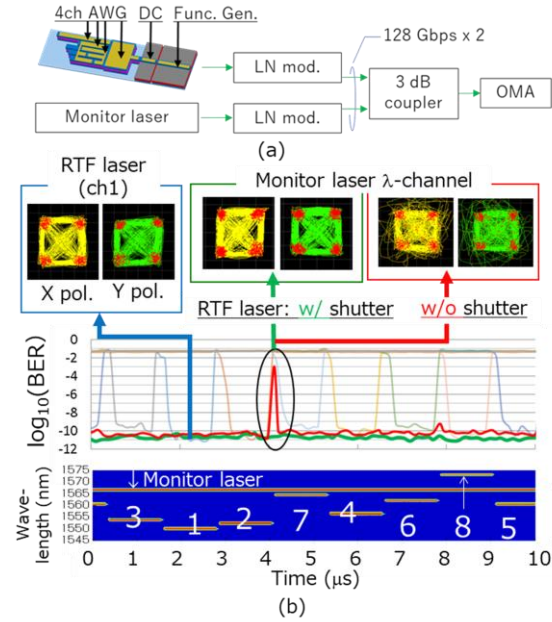 4ch AWG DC Func. Gen.
128 Gbps x 2
LN mod.
3 dB
coupler
OMA
Monitor laser
LN mod.
(a)
RTF laser
(ch1)
X pol. Y pol.
Monitor laser λ-channel
RTF laser: w/ shutter w/o shutter
log10(BER)
0
-2
-4
-6
-8
-10
-12
Wave-
length (nm)
1575
1570
1565
1560
1555
1550
1545
Monitor laser
3 1 2 7 4 6 8 5
0 1 2 3 4 5 6 7 8 9 10
Time (μs)
(b)